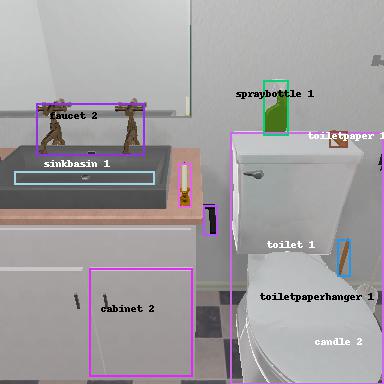 spraybottle 1
faucet 2
toiletpaper 1
sinkbasin 1
toilet 1
toiletpaperhanger 1
cabinet 2
candle 2